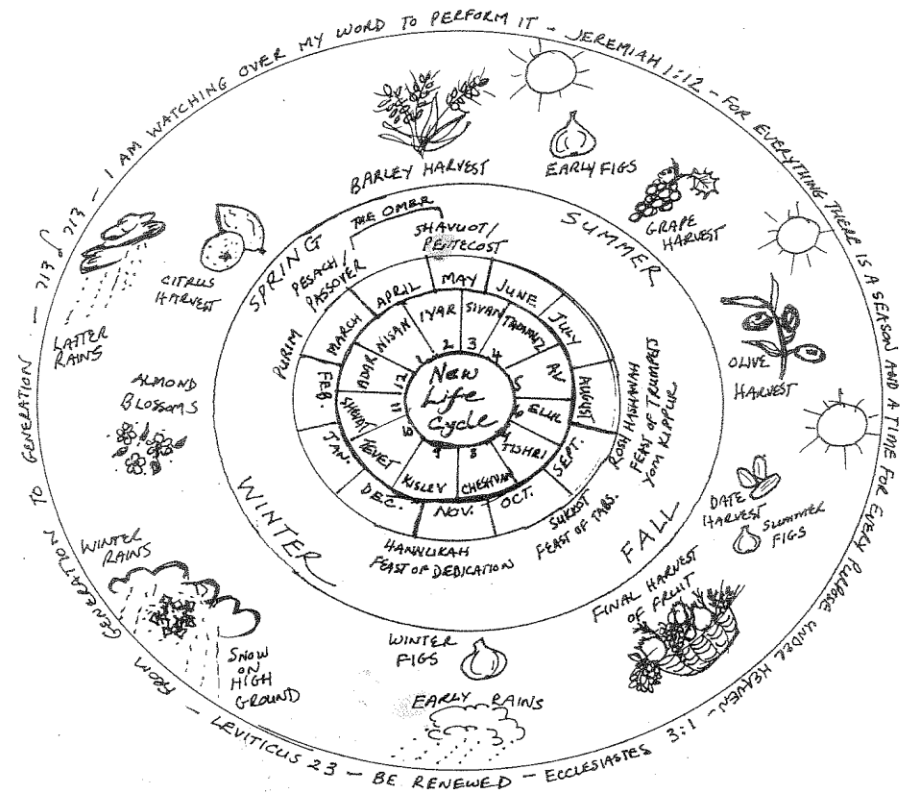 FROM GENERATION TO GENERATION. - דור לדור - I AM WATCHING OVER MY WORD TO PERFORM IT - JEREMIAH 1:12 - FOR EVERYTHING THERE IS A SEASON AND A TIME FOR EVERY PURPOSE UNDER HEAVEN - ECCLESIASTES 3:1 - BE RENEWED - LEVITICUS 23 -
BARLEY HARVEST
EARLY FIGS
GRAPE
HARVEST
OLIVE
HARVEST
DATE
HARVEST
SUMMER
FIGS
FINAL HARVEST
OF FRUIT
WINTER
FIGS
EARLY RAINS
SNOW
ON
HIGH
GROUND
WINTER
RAINS
ALMOND
BLOSSOMS
LATTER
RAINS
CITRUS
HARVEST
SPRING
SUMMER
FALL
WINTER
PURIM
PESACH/
PASSOVER
THE OMER
SHAVUOT/
PENTECOST
ROSH HASHANAH
FEAST OF TRUMPETS
YOM KIPPUR
SUKKOT
FEAST OF TABS.
HANNUKAH
FEAST OF DEDICATION
JAN.
FEB.
MARCH
APRIL
MAY
JUNE
JULY
AUGUST
SEPT.
OCT.
NOV.
DEC.
NISAN
IYAR
SIVAN
AV
ELUL
TISHRI
CHESHVAN
KISLEV
TEVET
SHEVAT
ADAR
1
2
3
4
5
6
7
8
9
10
11
12
New
Life
Cycle